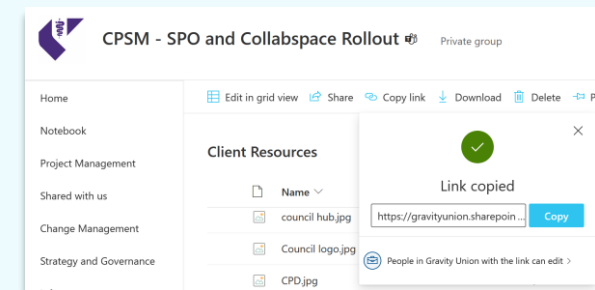 CPSM - SPO and Collabspace Rollout
Private group
Home
Notebook
Project Management
Shared with us
Change Management
Strategy and Governance
Edit in grid view Share Copy link Download Delete P
Client Resources
Name
council hub.jpg
Council logo.jpg
CPD.jpg
Link copied
https://gravityunion.sharepoin ...
Copy
People in Gravity Union with the link can edit >